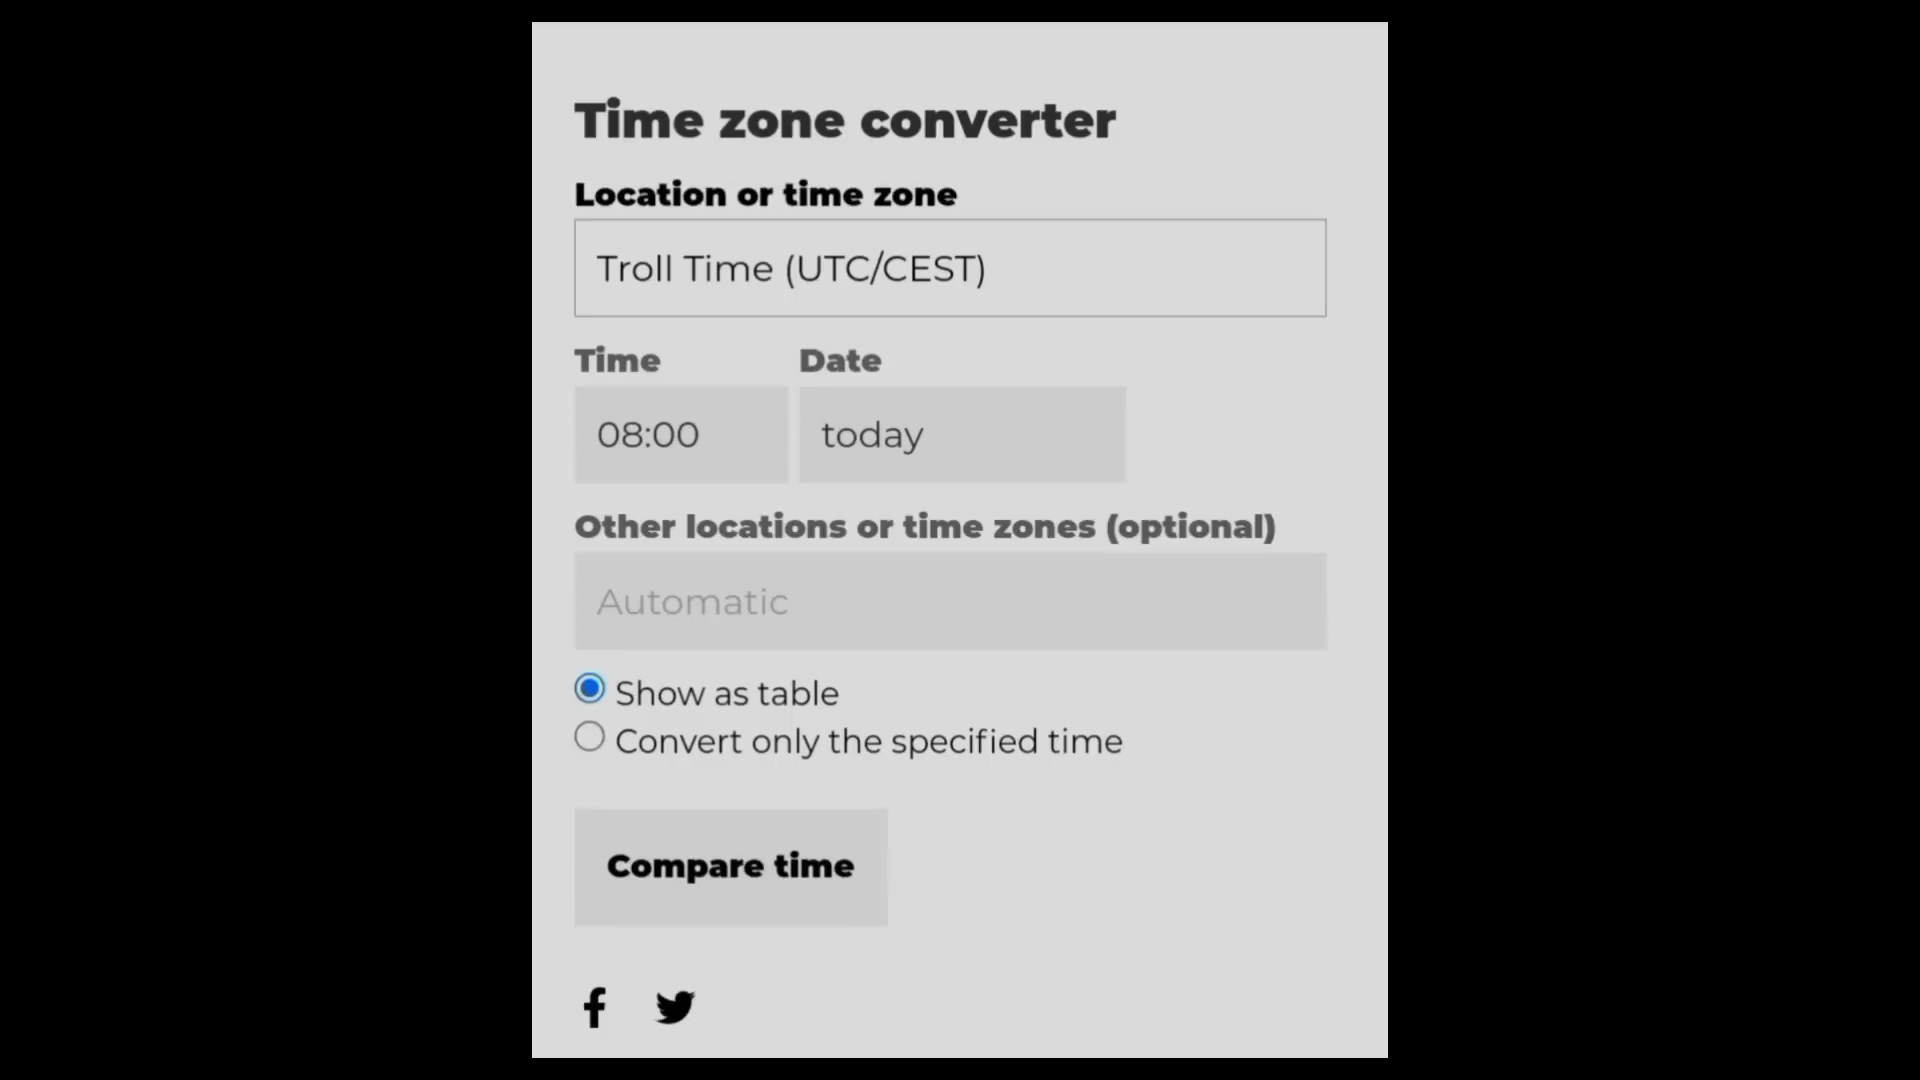 Time zone converter
Location or time zone
Troll Time (UTC/CEST)
Time Date
08:00 today
Other locations or time zones (optional)
Automatic
Show as table
Convert only the specified time
Compare time